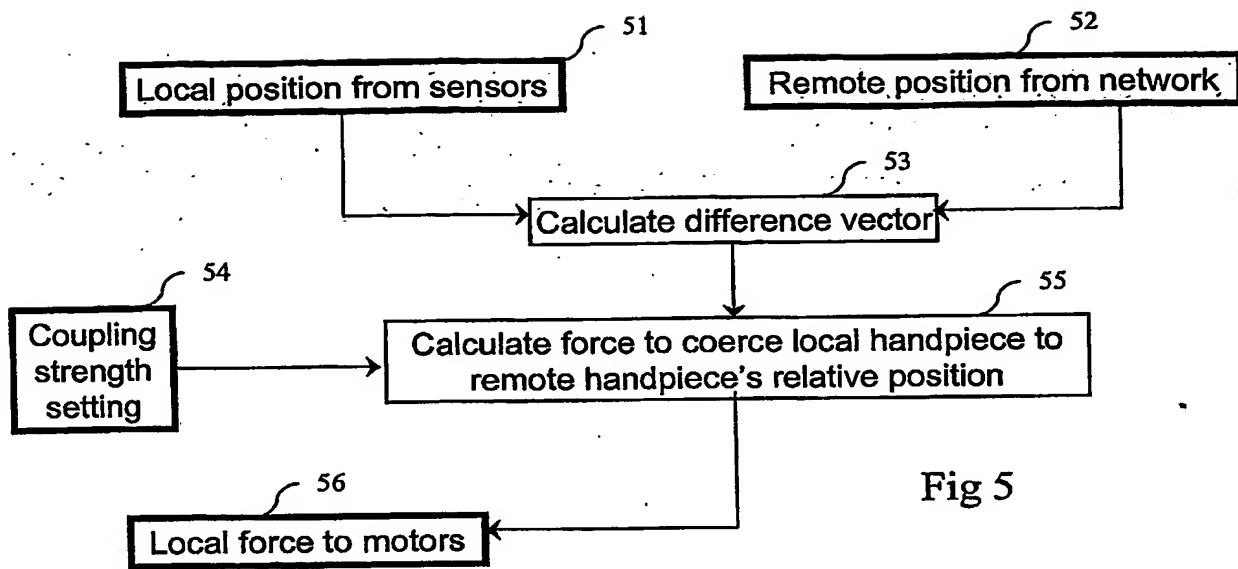 51
52
Local position from sensors
Remote position from network
53
Calculate difference vector
54
55
Coupling
strength
setting
Calculate force to coerce local handpiece to
remote handpiece's relative position
Fig 5
56
Local force to motors